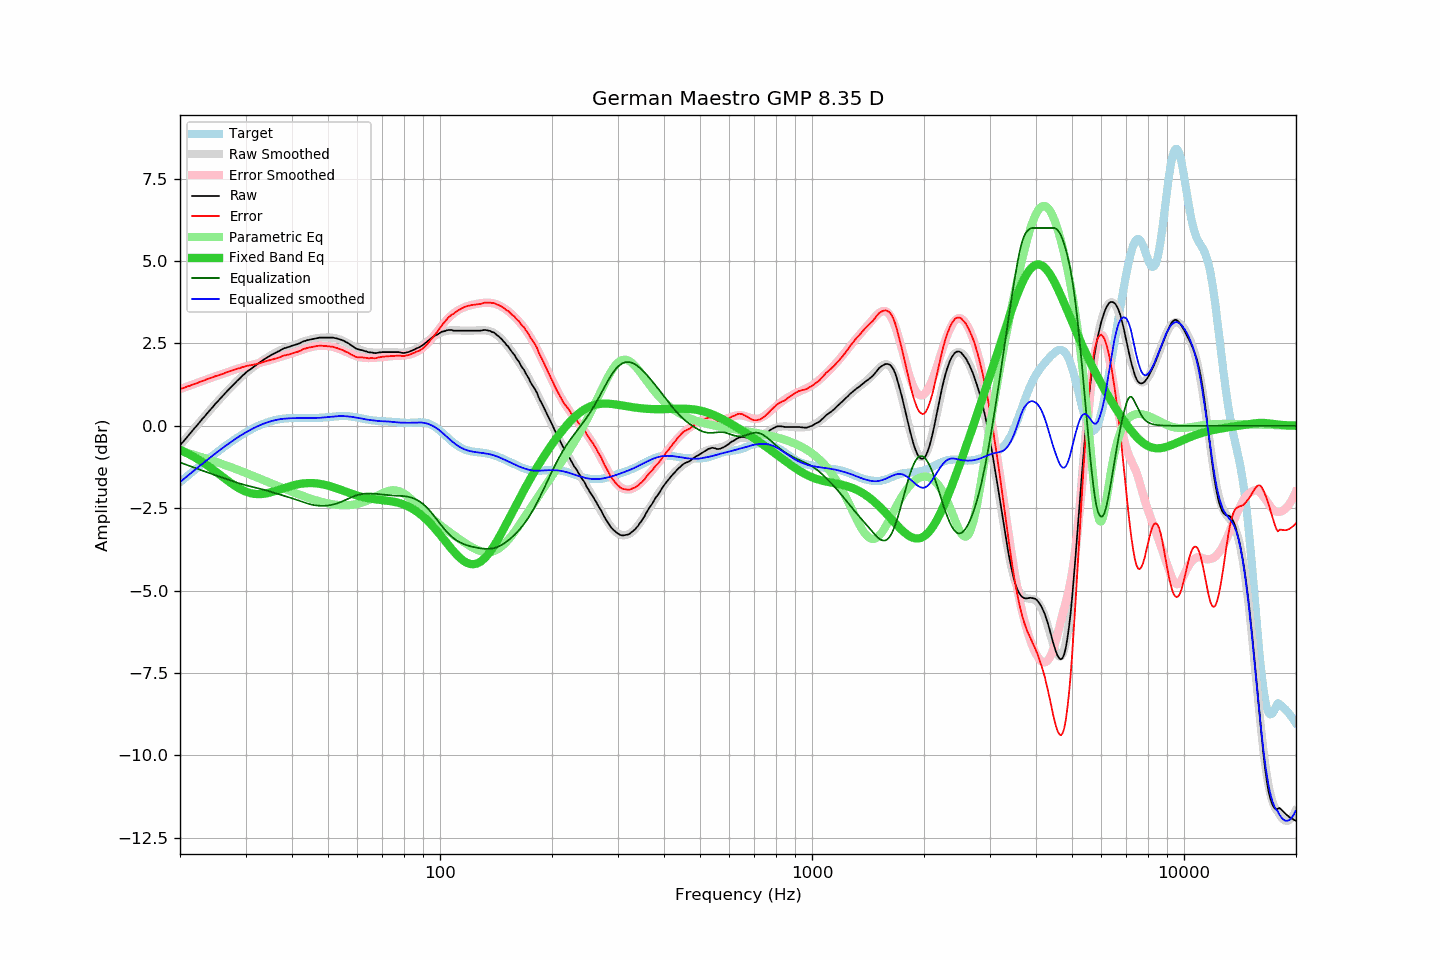 German Maestro GMP 8.35 D
Target
Raw Smoothed
Error Smoothed
Raw
Error
Parametric Eq
Fixed Band Eq
Equalization
Equalized smoothed
7.5
5.0
2.5
0.0
−2.5
−5.0
−7.5
−10.0
−12.5
Amplitude (dBr)
100
1000
10000
Frequency (Hz)